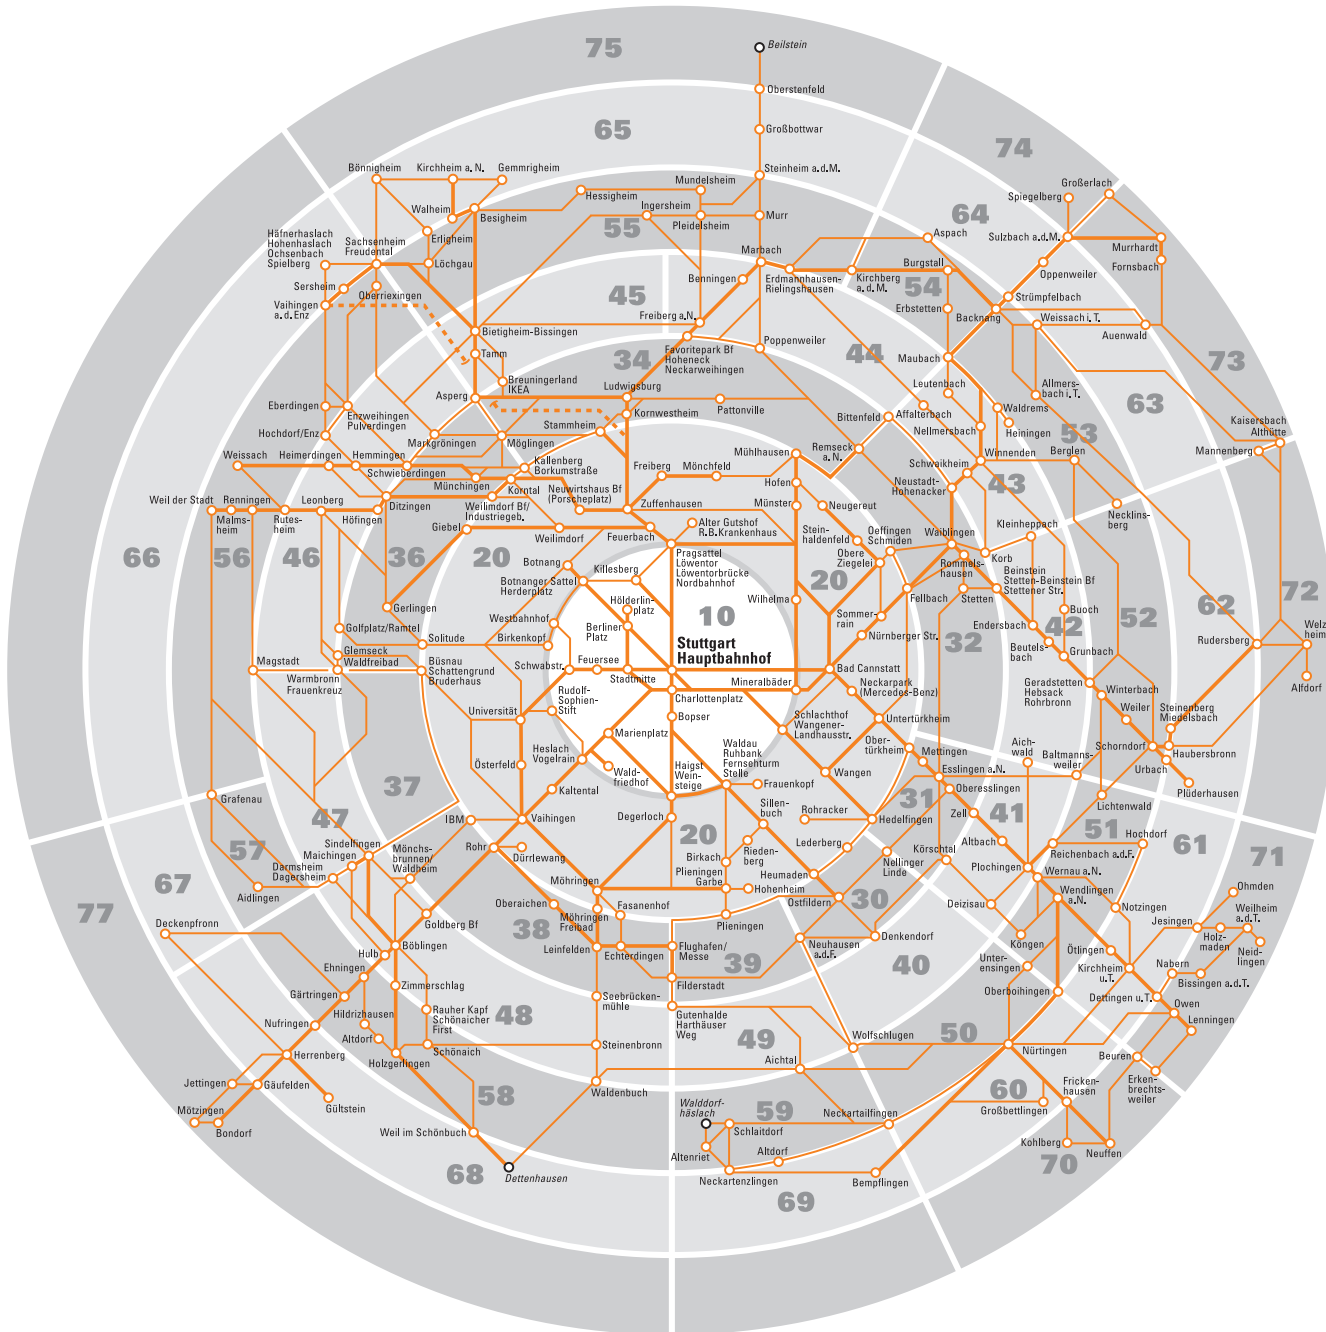 75
Beilstein
Oberstenfeld
74
65
Großbottwar
Steinheim a.d.M.
Bönnigheim
Kirchheim a. N.
Gemmrigheim
Mundelsheim
Hessigheim
Großerlach
Spiegelberg
64
Walheim
Besigheim
Ingersheim
Pleidelsheim
Murr
55
Häfnerhaslach
Hohenhaslach
Ochsenbach
Spielberg
Sachsenheim
Freudental
Erligheim
Löchgau
Aspach
Sulzbach a.d.M.
Murrhardt
Fornsbach
Marbach
Burgstall
Oppenweiler
Sersheim
Oberriexingen
Vaihingen
a. d. Enz
Benningen
Erdmannhausen-
Rielingshausen
Kirchberg
a. d. M.
54
Strümpfelbach
45
Erbstetten
Backnang
Weissach i. T.
Auenwald
Freiberg a.N.
Bietigheim-Bissingen
Tamm
34
Favoritepark Bf
Hoheneck
Neckarweihingen
Poppenweiler
44
Maubach
73
Breuningerland
IKEA
Ludwigsburg
Asperg
Leutenbach
Allmers-
bach i. T.
63
Pattonville
Kornwestheim
Bittenfeld
Affalterbach
Waldrems
Heiningen
Eberdingen
Enzweihingen
Pulverdingen
Stammheim
Nellmersbach
Kaisersbach
Althütte
53
Hochdorf/Enz
Markgröningen
Möglingen
Remseck
a. N.
Mannenberg
Weissach
Heimerdingen
Hemmingen
Schwieberdingen
Kallenberg
Borkumstraße
Freiberg
Mönchfeld
Mühlhausen
Schwaikheim
Winnenden
Berglen
43
Münchingen
Korntal
Neuwirtshaus Bf
(Porscheplatz)
Hofen
Neustadt-
Hohenacker
Weil der Stadt
Renningen
Malms-
heim
Rutes-
heim
Leonberg
Höfingen
Ditzingen
Weilimdorf Bf/
Industriegeb.
Zuffenhausen
Münster
Neugereut
Necklins-
berg
Giebel
Weilimdorf
Feuerbach
Alter Gutshof
R.B.Krankenhaus
Stein-
haldenfeld
Oeffingen
Schmiden
Waiblingen
Kleinheppach
66
56
46
36
20
Pragsattel
Löwentor
Löwentorbrücke
Nordbahnhof
Obere
Ziegelei
Rommels-
hausen
Korb
Botnang
Killesberg
20
Beinstein
Stetten-Beinstein Bf
Stettener Str.
Botnanger Sattel
Herderplatz
Fellbach
Stetten
72
Gerlingen
Hölderlin-
platz
10
Wilhelma
Buoch
52
62
Westbahnhof
Sommer-
rain
Golfplatz/Ramtel
Solitude
Birkenkopf
Berliner
Platz
Stuttgart
Hauptbahnhof
Nürnberger Str.
32
Endersbach
42
Rudersberg
Welz-
heim
Glemseck
Waldfreibad
Schwabstr.
Feuersee
Beutels-
bach
Grunbach
Magstadt
Warmbronn
Frauenkreuz
Büsnau
Schattengrund
Bruderhaus
Stadtmitte
Bad Cannstatt
Alfdorf
Mineralbäder
Charlottenplatz
Neckarpark
(Mercedes-Benz)
Geradstetten
Hebsack
Rohrbronn
Winterbach
Universität
Rudolf-
Sophien-
Stift
Bopser
Schlachthof
Wangener-
Landhausstr.
Untertürkheim
Weiler
Steinenberg
Miedelsbach
Marienplatz
Ober-
türkheim
Mettingen
Aich-
wald
Schorndorf
Haubersbronn
Heslach
Vogelrain
Waldau
Ruhbank
Fernsehturm
Stelle
Baltmanns-
weiler
Urbach
Österfeld
Wald-
friedhof
Haigst
Wein-
steige
Wangen
Esslingen a.N.
Plüderhausen
37
Kaltental
Frauenkopf
Oberesslingen
Grafenau
31
Lichtenwald
Sillen-
buch
Rohracker
Hedelfingen
Zell
41
IBM
Vaihingen
Degerloch
47
20
51
Hochdorf
Sindelfingen
Mönchs-
brunnen/
Waldheim
Rohr
Dürrlewang
Birkach
Rieden-
berg
Lederberg
Altbach
61
57
Darmsheim
Dagersheim
Maichingen
Nellinger
Linde
Körschtal
Plochingen
Reichenbach a.d.F.
71
67
Plieningen
Garbe
Heumaden
Wernau a.N.
Aidlingen
Möhringen
Hohenheim
30
Wendlingen
a.N.
Ohmden
77
Oberaichen
Ostfildern
Deizisau
Notzingen
Weilheim
a.d.T.
Deckenpfronn
Goldberg Bf
Fasanenhof
Jesingen
Möhringen
Freibad
38
Plieningen
Köngen
Holz-
maden
Neid-
lingen
Böblingen
Leinfelden
Echterdingen
Flughafen/
Messe
Neuhausen
a.d.F.
Denkendorf
Ötlingen
Hulb
39
40
Unter-
ensingen
Kirchheim
u.T.
Nabern
Bissingen a.d.T.
Ehningen
Zimmerschlag
Filderstadt
Gärtringen
Seebrücken-
mühle
Oberboihingen
Dettingen u.T.
Hildrizhausen
Rauher Kapf
Schönaicher
First
48
Gutenhalde
Harthäuser
Weg
Owen
Nufringen
49
50
Lenningen
Altdorf
Wolfschlugen
Schönaich
Steinenbronn
Nürtingen
Herrenberg
Holzgerlingen
Aichtal
Beuren
Jettingen
Gäufelden
Waldenbuch
60
Fricken-
hausen
Erken-
brechts-
weiler
58
Gültstein
Walddorf-
häslach
59
Neckartailfingen
Großbettlingen
Mötzingen
Bondorf
Weil im Schönbuch
Schlaitdorf
Kohlberg
Neuffen
Altenriet
Altdorf
70
68
Dettenhausen
Neckartenzlingen
Bempflingen
69